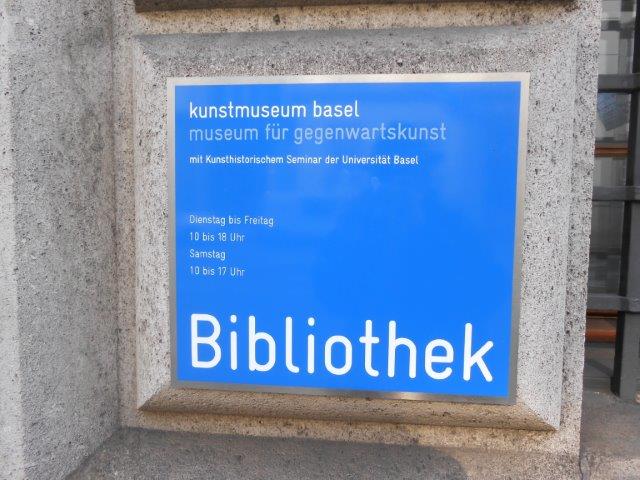 kunstmuseum basel
museum für gegenwartskunst
mit Kunsthistorischem Seminar der Universität Basel
Dienstag bis Freitag
10 bis 18 Uhr
Samstag
10 bis 17 Uhr
Bibliothek